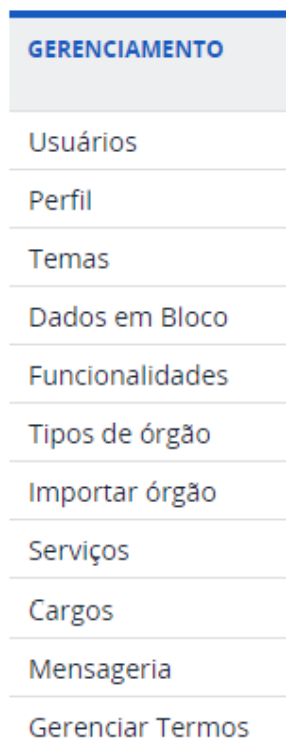 GERENCIAMENTO
Usuários
Perfil
Temas
Dados em Bloco
Funcionalidades
Tipos de órgão
Importar órgão
Serviços
Cargos
Mensageria
Gerenciar Termos